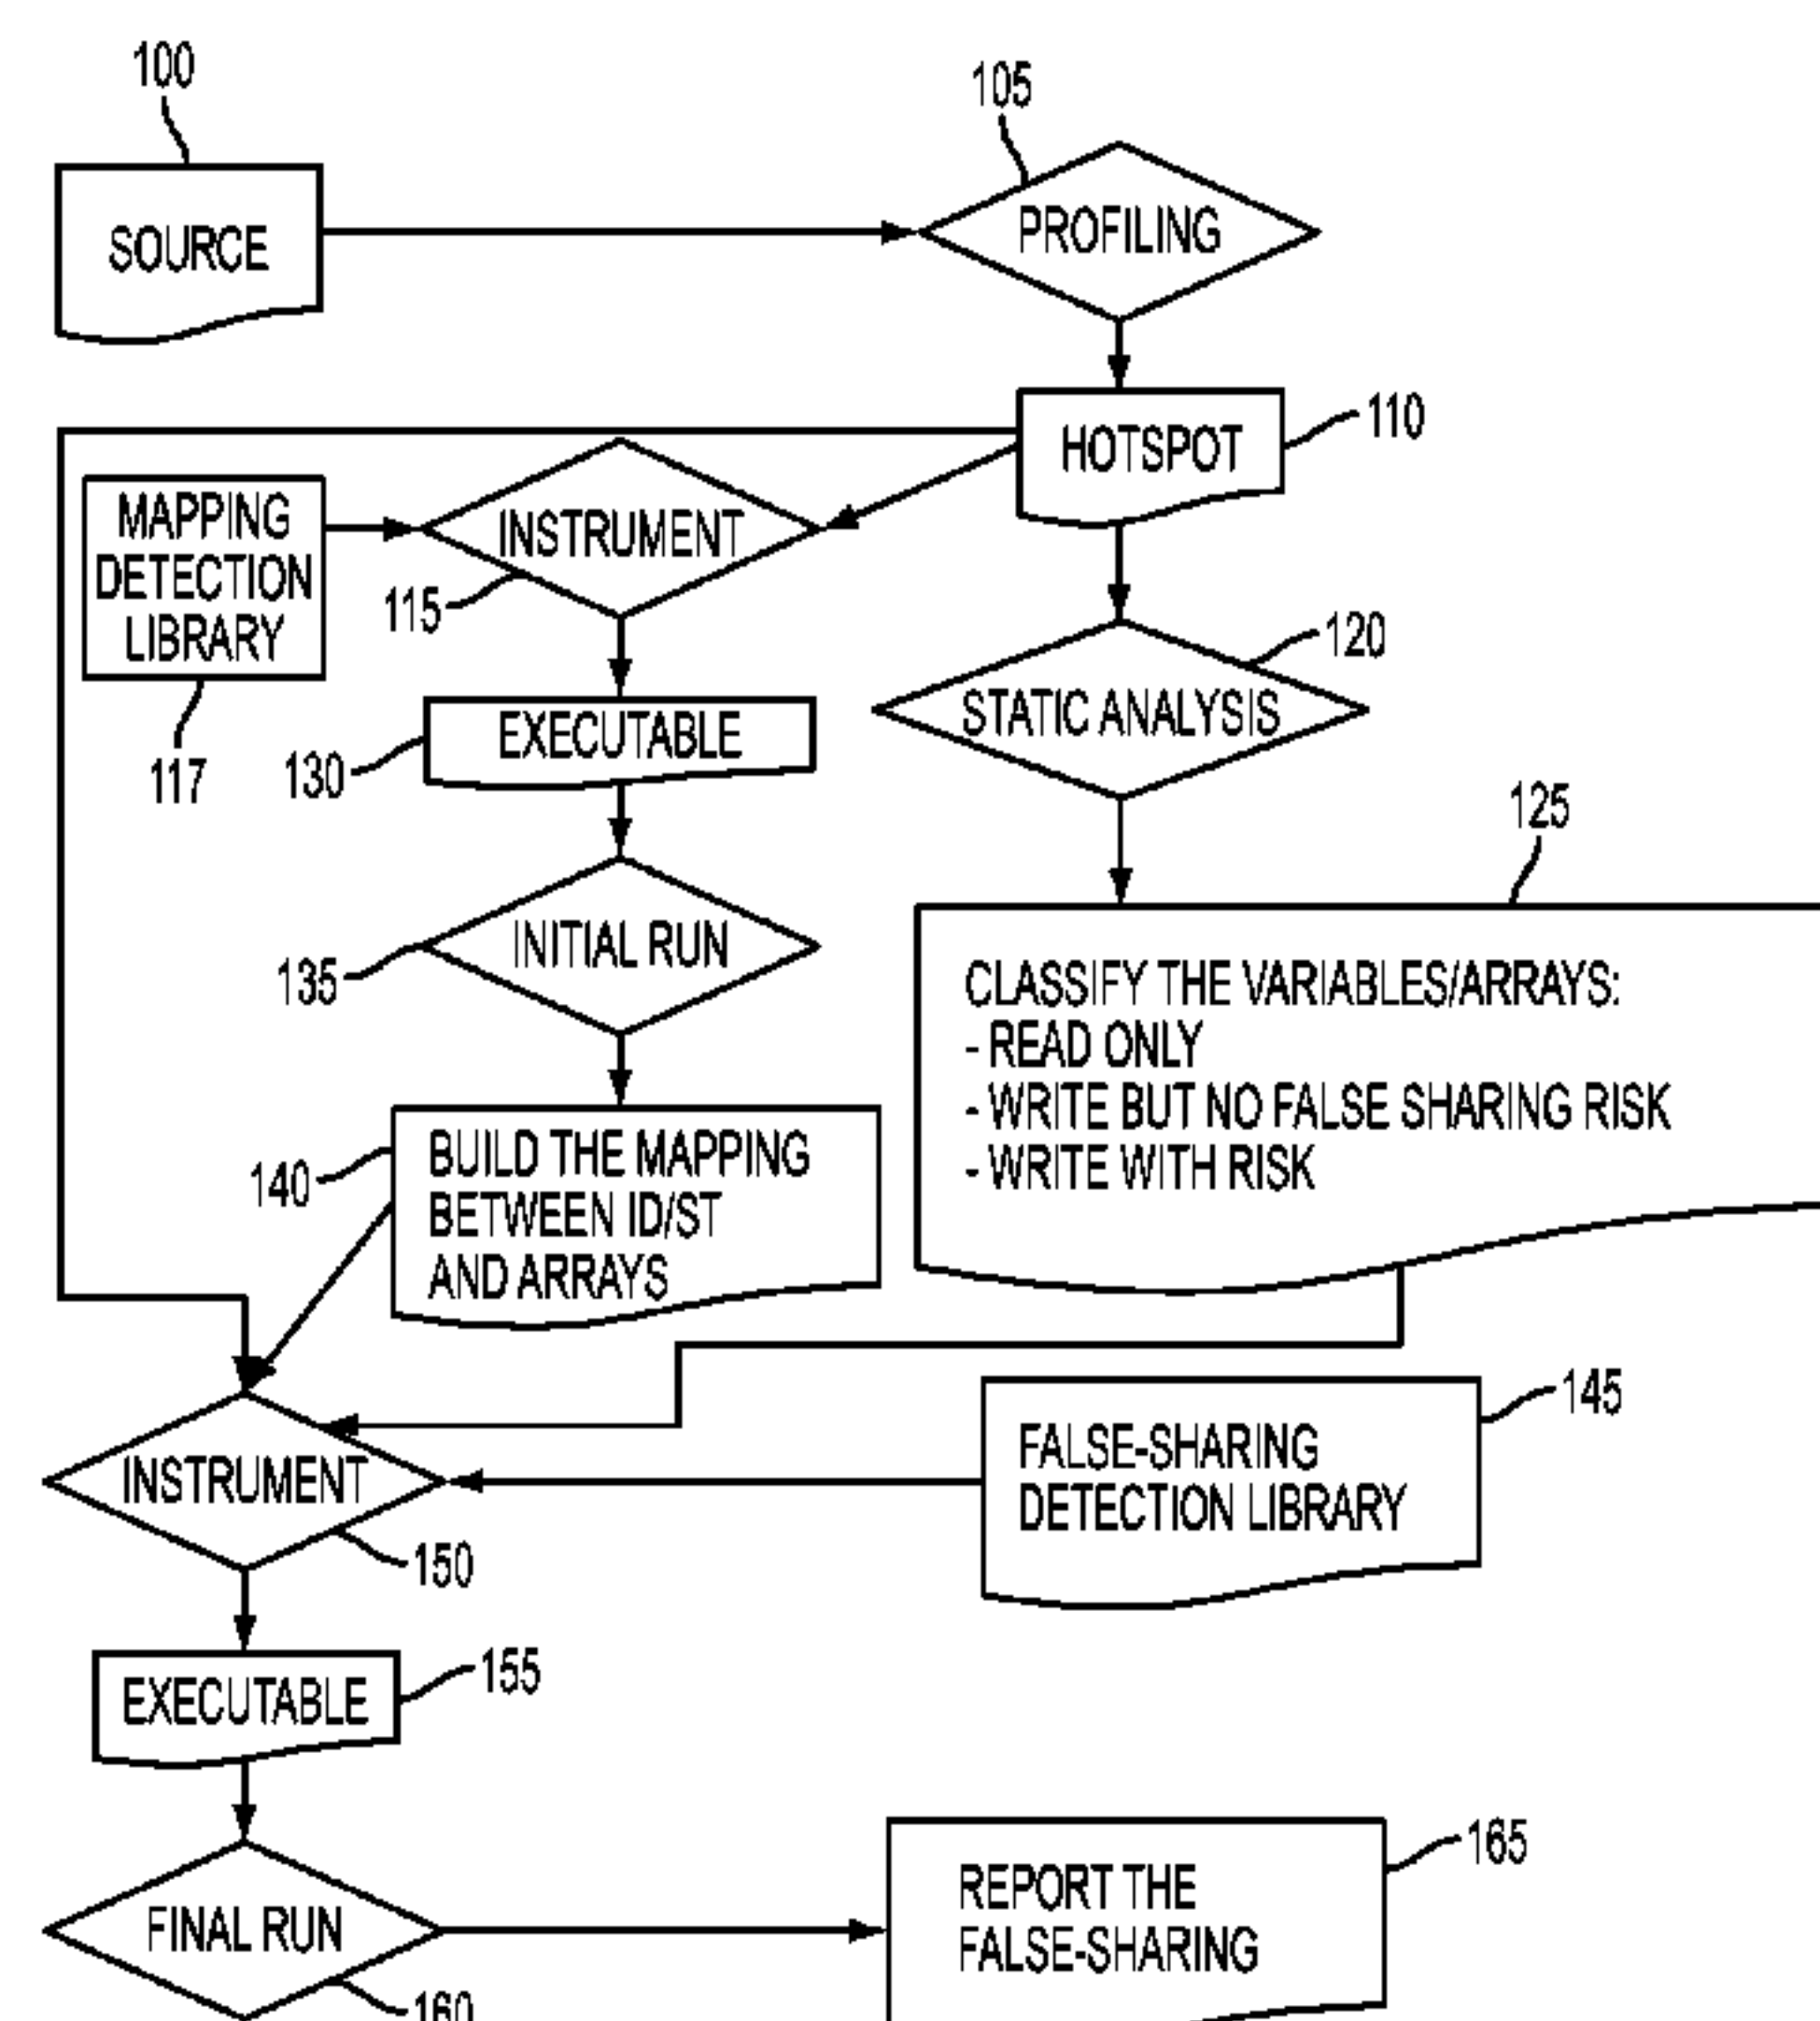 100
105
SOURCE
PROFILING
110
HOTSPOT
MAPPING
DETECTION
LIBRARY
INSTRUMENT
115
117
120
STATIC ANALYSIS
130
EXECUTABLE
125
135
INITIAL RUN
CLASSIFY THE VARIABLES/ARRAYS:
- READ ONLY
- WRITE BUT NO FALSE SHARING RISK
- WRITE WITH RISK
140
BUILD THE MAPPING
BETWEEN ID/ST
AND ARRAYS
145
FALSE-SHARING
DETECTION LIBRARY
INSTRUMENT
150
155
EXECUTABLE
165
FINAL RUN
REPORT THE
FALSE-SHARING
160